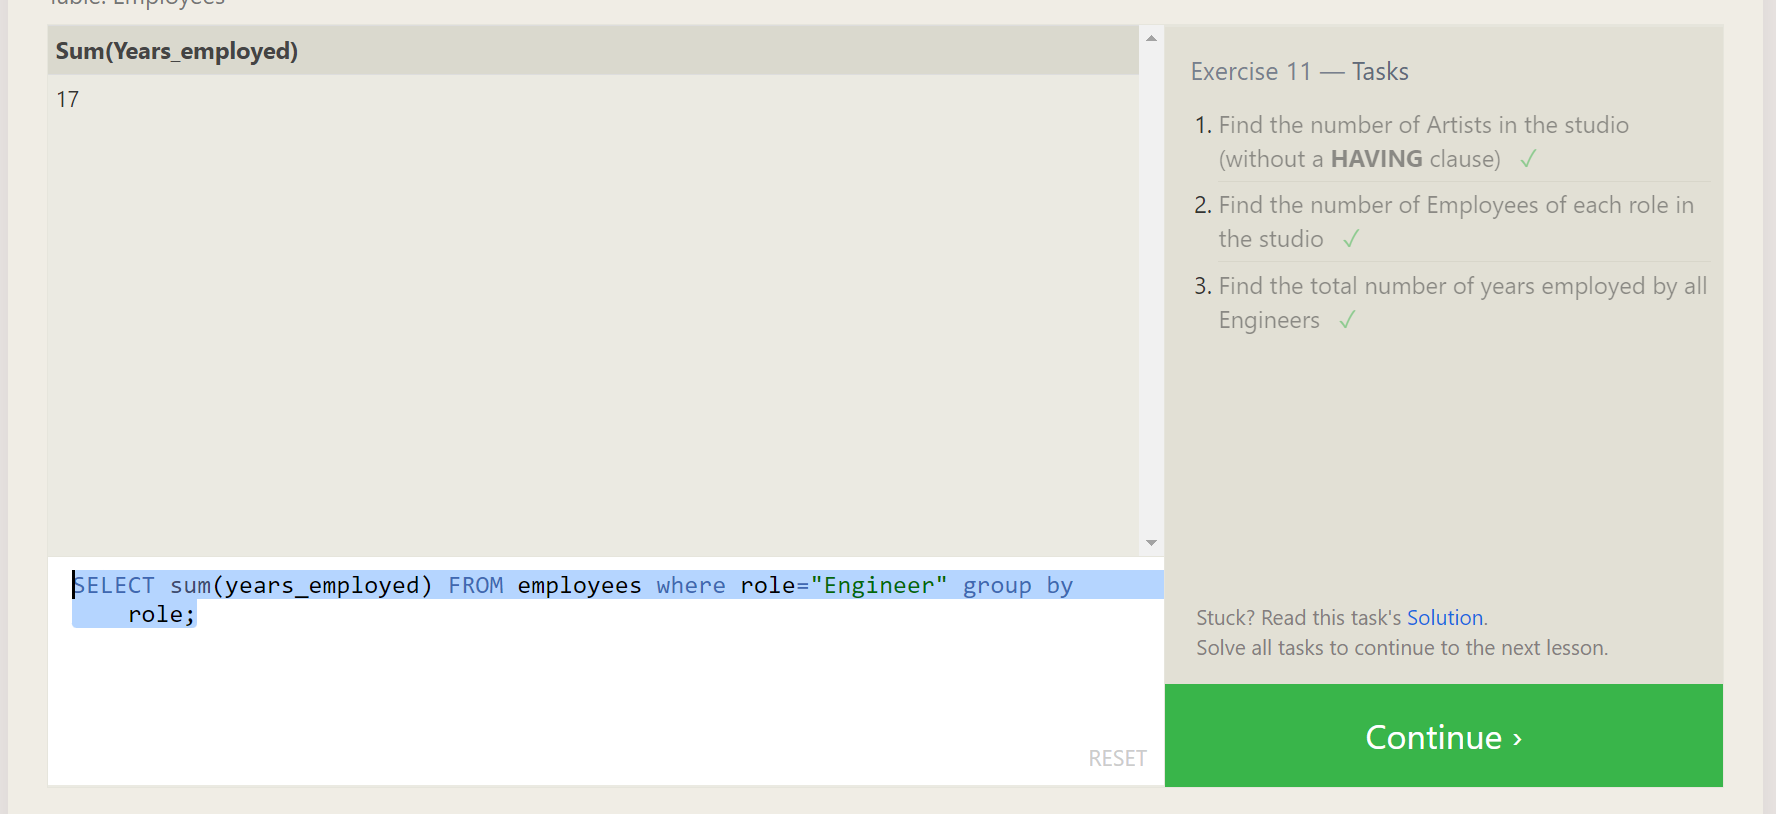 Table: Employees
Sum(Years_employed)
17
SELECT sum(years_employed) FROM employees where role="Engineer" group by
role;
RESET
Exercise 11 — Tasks
1. Find the number of Artists in the studio
(without a HAVING clause) ✓
2. Find the number of Employees of each role in
the studio ✓
3. Find the total number of years employed by all
Engineers ✓
Stuck? Read this task's Solution.
Solve all tasks to continue to the next lesson.
Continue ›